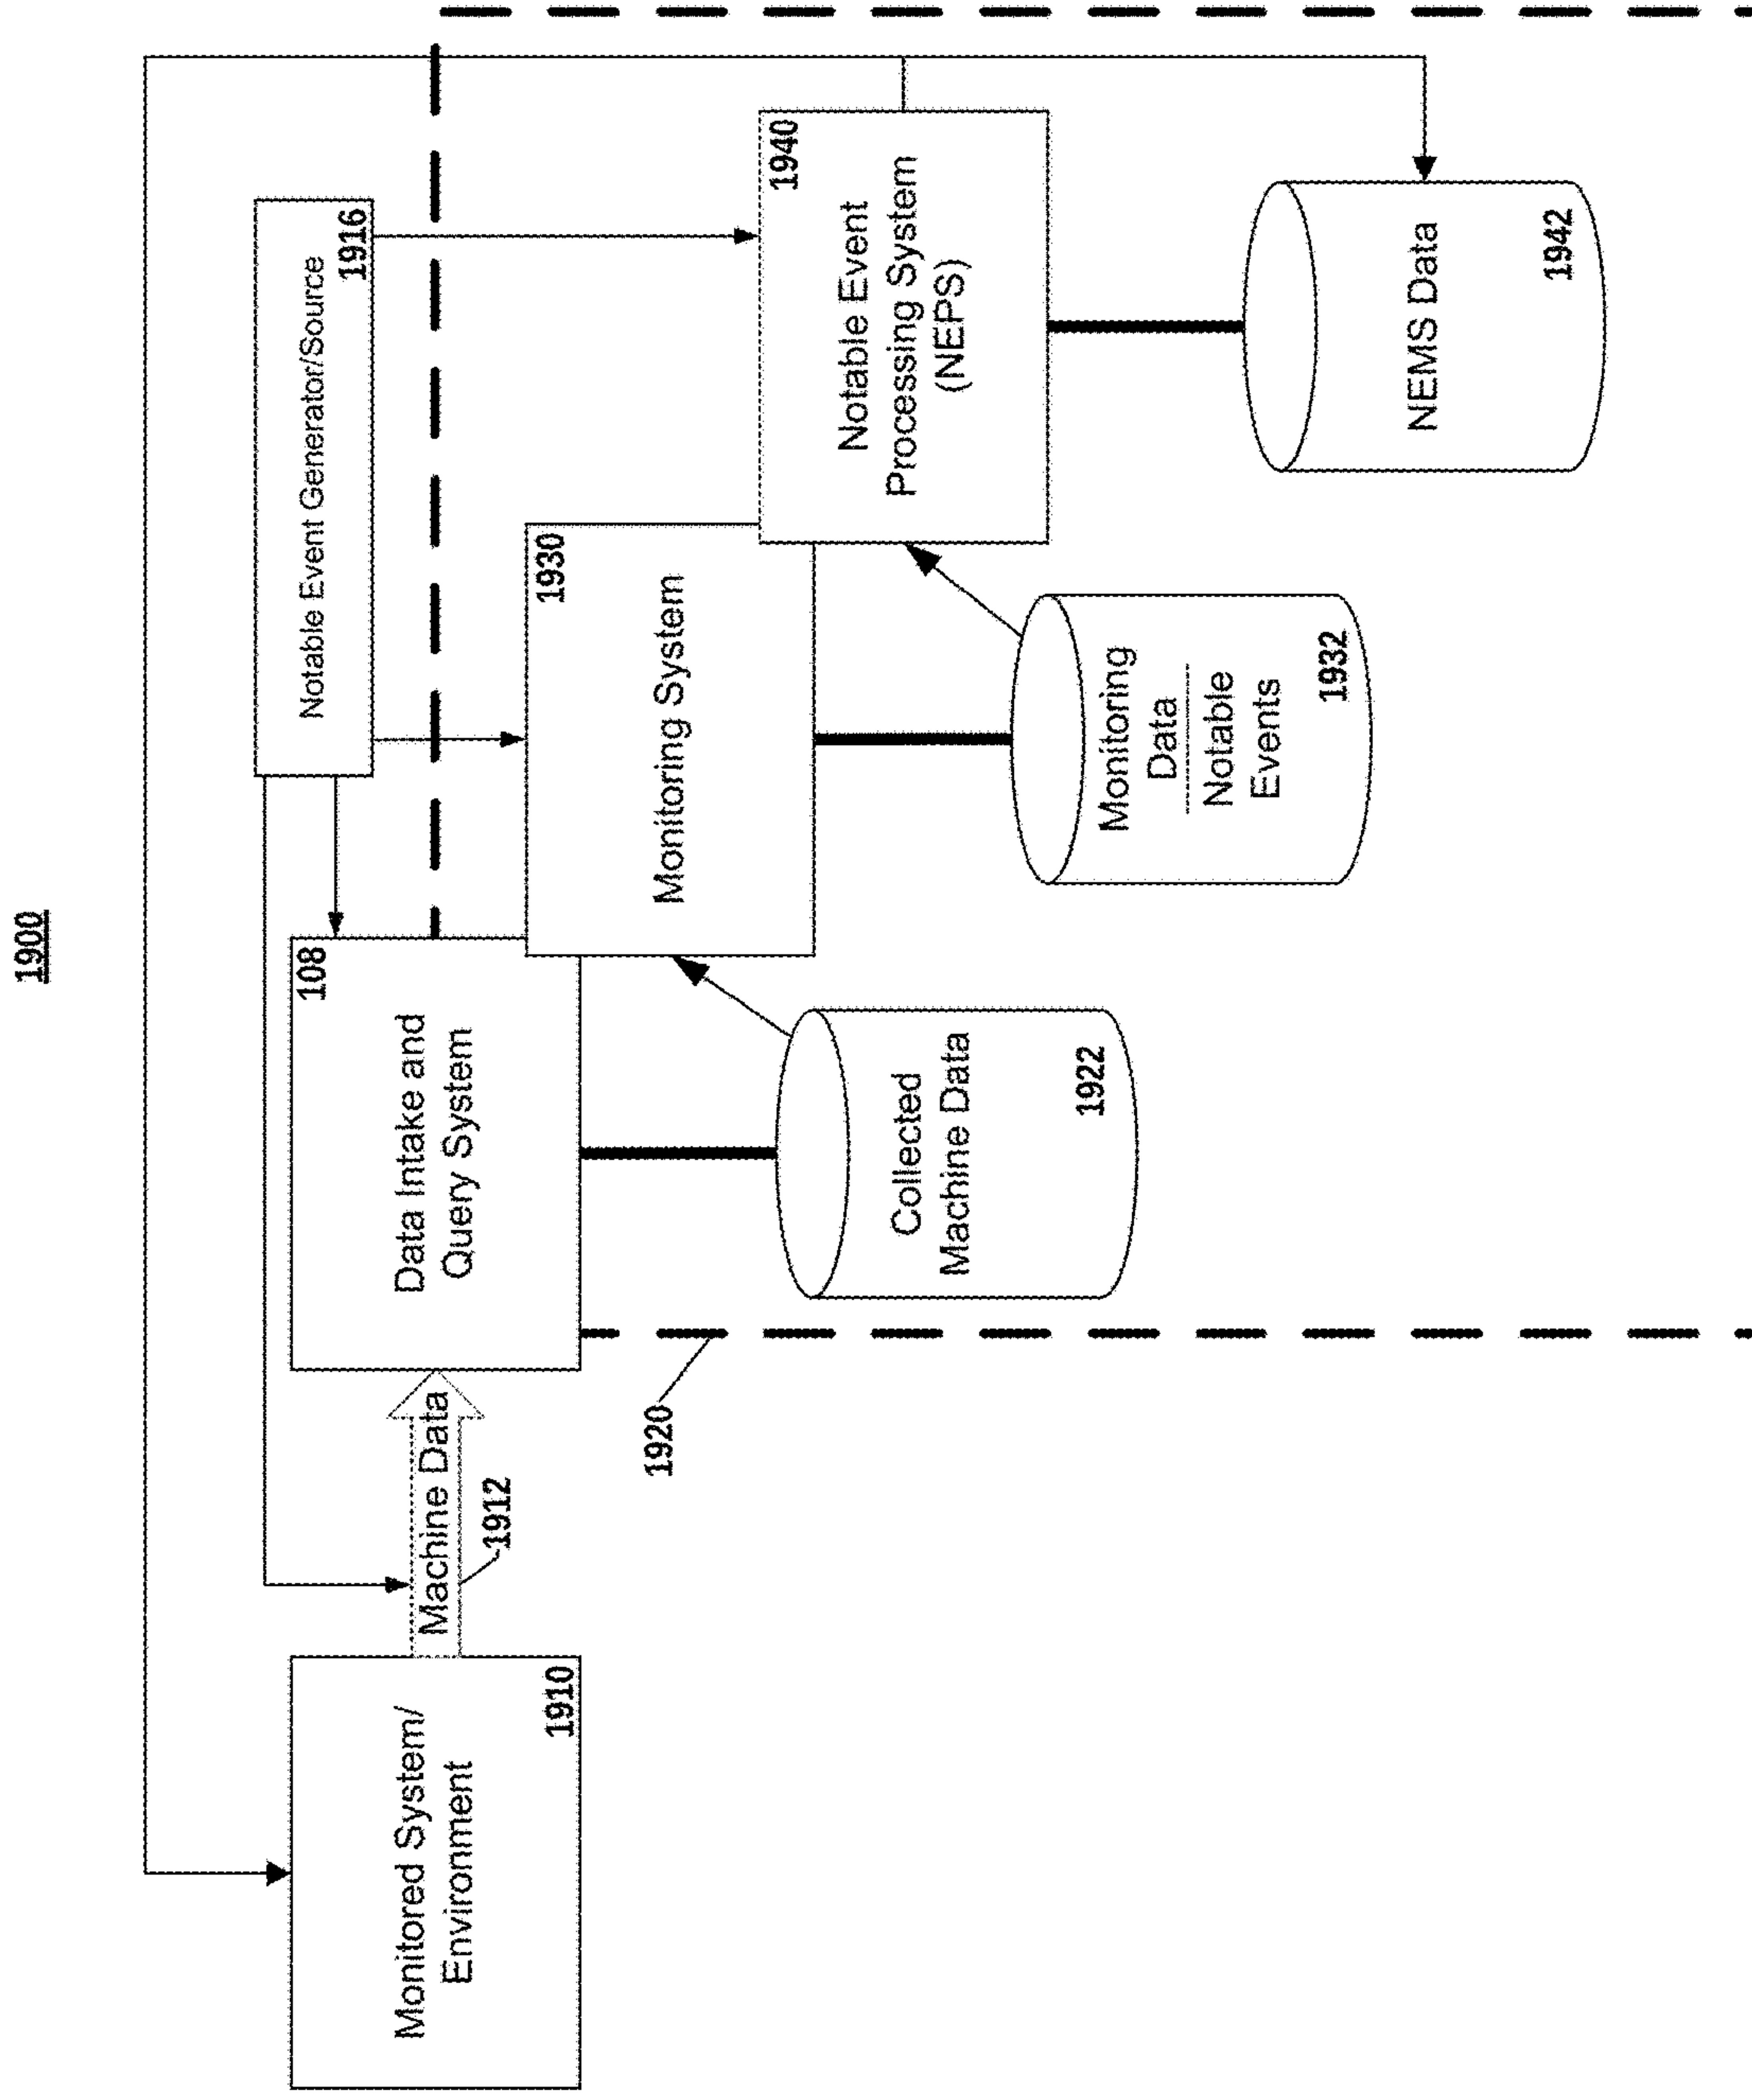 1900
Notable Event Generator/Source
1916
Monitored System/
Environment
1910
Machine Data
1912
108
Data Intake and
Query System
1930
Monitoring System
1940
Notable Event
Processing System
(NEPS)
1920
Collected
Machine Data
1922
Monitoring
Data
Notable
Events
1932
NEMS Data
1942